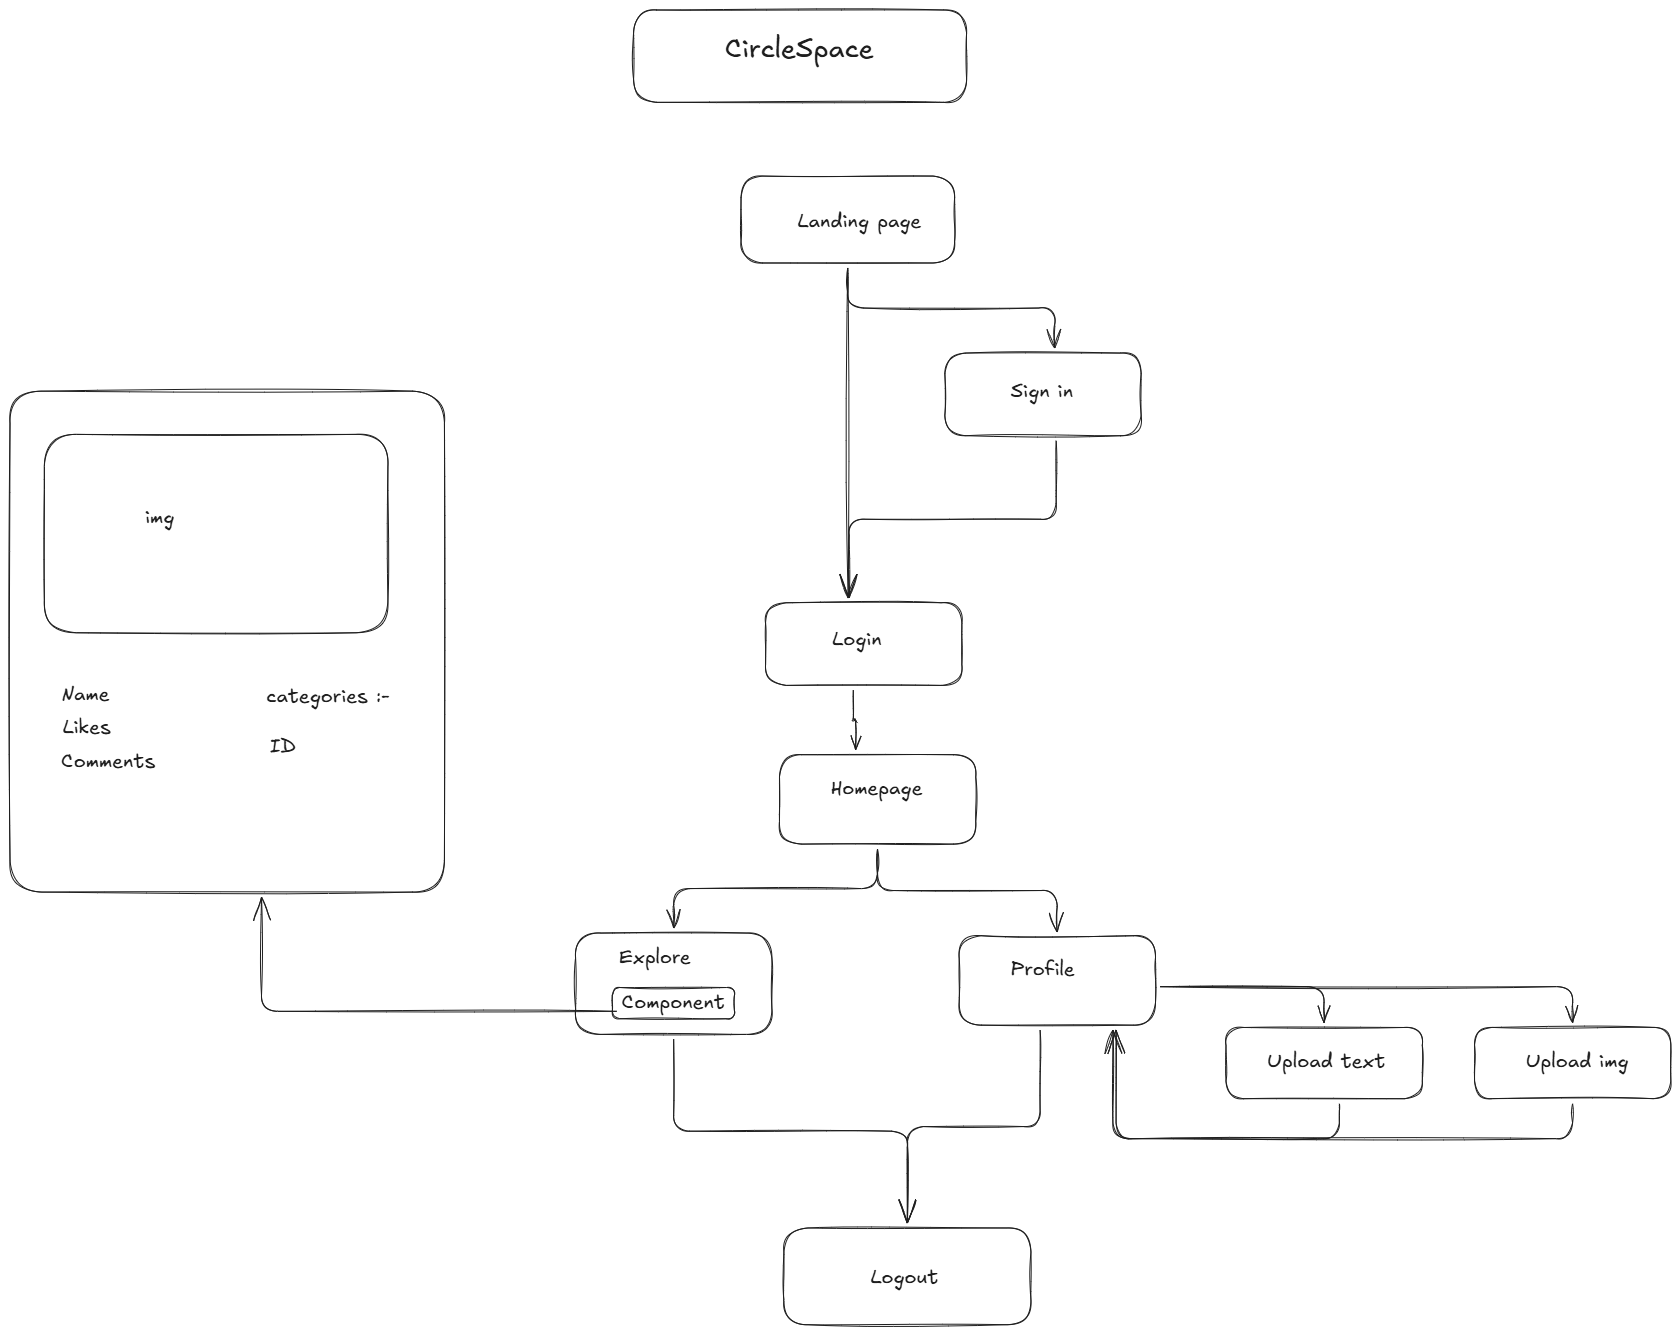 CircleSpace
Landing page
Sign in
img
Login
Name
categories :-
Likes
ID
Comments
Homepage
Explore
Component
Profile
Upload text
Upload img
Logout